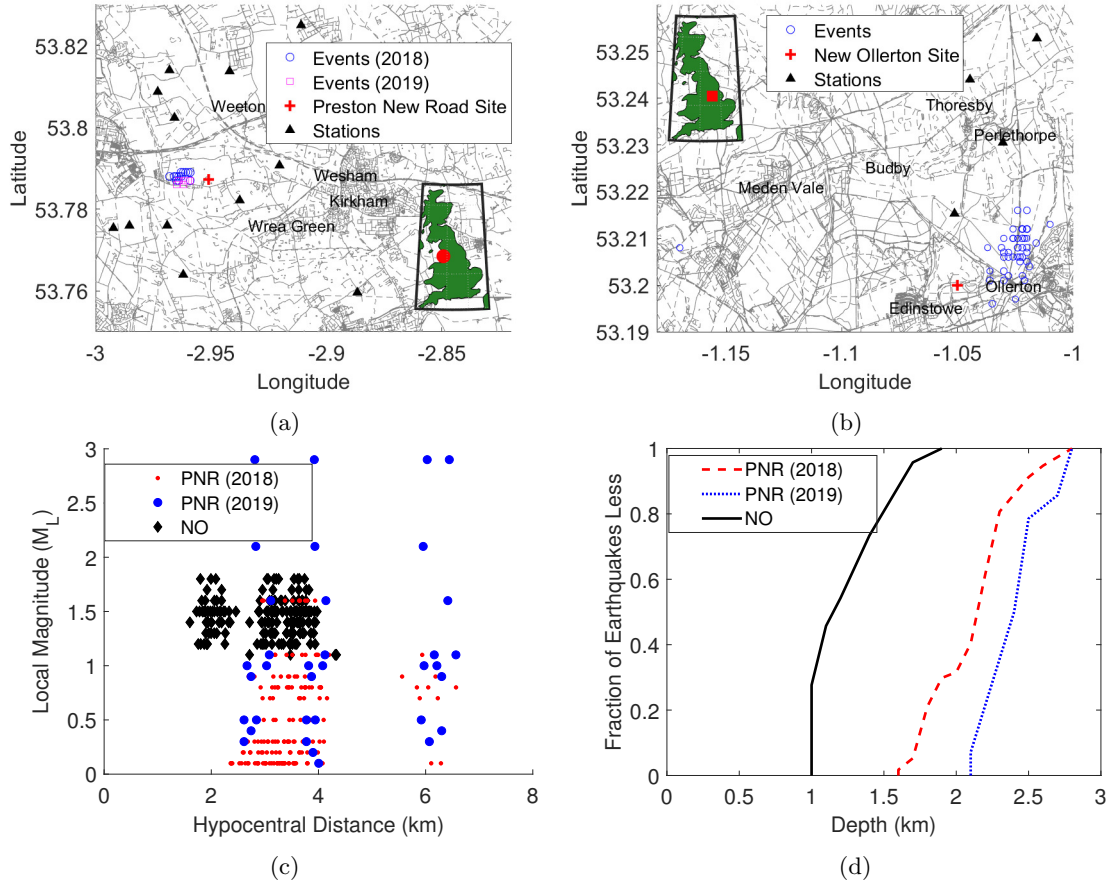 53.82
53.8
53.78
53.76
Latitude
-3
-2.95
-2.9
-2.85
Longitude
Events (2018)
Events (2019)
Preston New Road Site
Stations
Weeton
Wesham
Kirkham
Wrea Green
(a)
53.25
53.24
53.23
53.22
53.21
53.2
53.19
Latitude
-1.15
-1.1
-1.05
-1
Longitude
Events
New Ollerton Site
Stations
Thoresby
Perlethorpe
Budby
Meden Vale
Ollerton
Edinstowe
(b)
3
2.5
2
1.5
1
0.5
0
Local Magnitude (M_L)
0
2
4
6
8
Hypocentral Distance (km)
PNR (2018)
PNR (2019)
NO
(c)
1
0.8
0.6
0.4
0.2
0
Fraction of Earthquakes Less
0
0.5
1
1.5
2
2.5
3
Depth (km)
PNR (2018)
PNR (2019)
NO
(d)